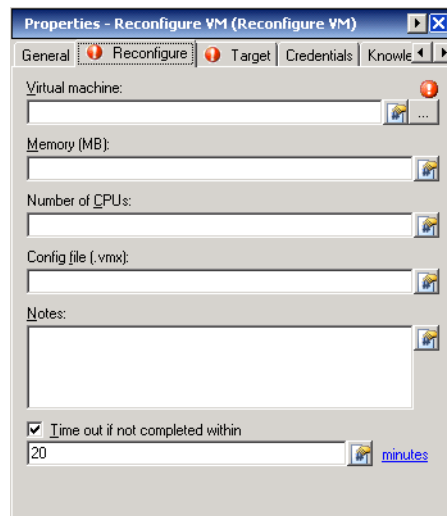 Properties - Reconfigure VM (Reconfigure VM)
General Reconfigure Target Credentials Knowle
Virtual machine:
...
Memory (MB):
Number of CPUs:
Config file (.vmx):
Notes:
Time out if not completed within
20 minutes